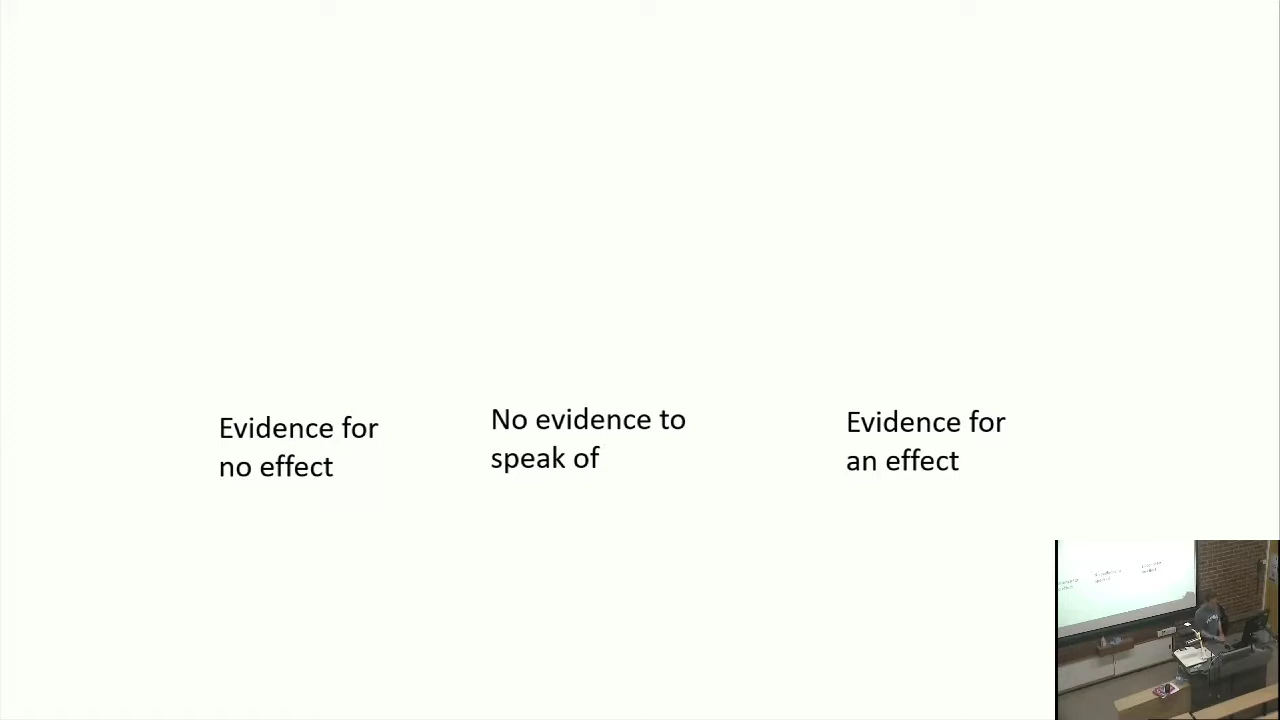 Evidence for
no effect
No evidence to
speak of
Evidence for
an effect